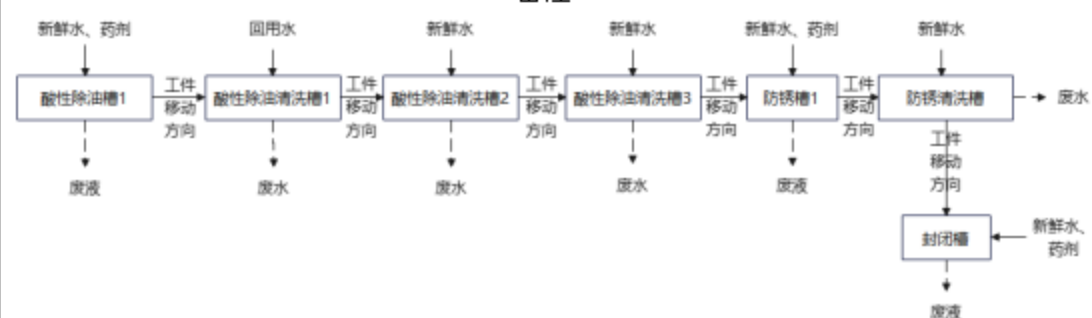 新鲜水、药剂
回用水
新鲜水
新鲜水
新鲜水、药剂
新鲜水
酸性除油槽1
工件
移动
方向
酸性除油清洗槽1
工件
移动
方向
酸性除油清洗槽2
工件
移动
方向
酸性除油清洗槽3
工件
移动
方向
防锈槽1
工件
移动
方向
防锈清洗槽
废水
废液
废水
废水
废水
废液
工件
移动
方向
封闭槽
新鲜水、
药剂
废液